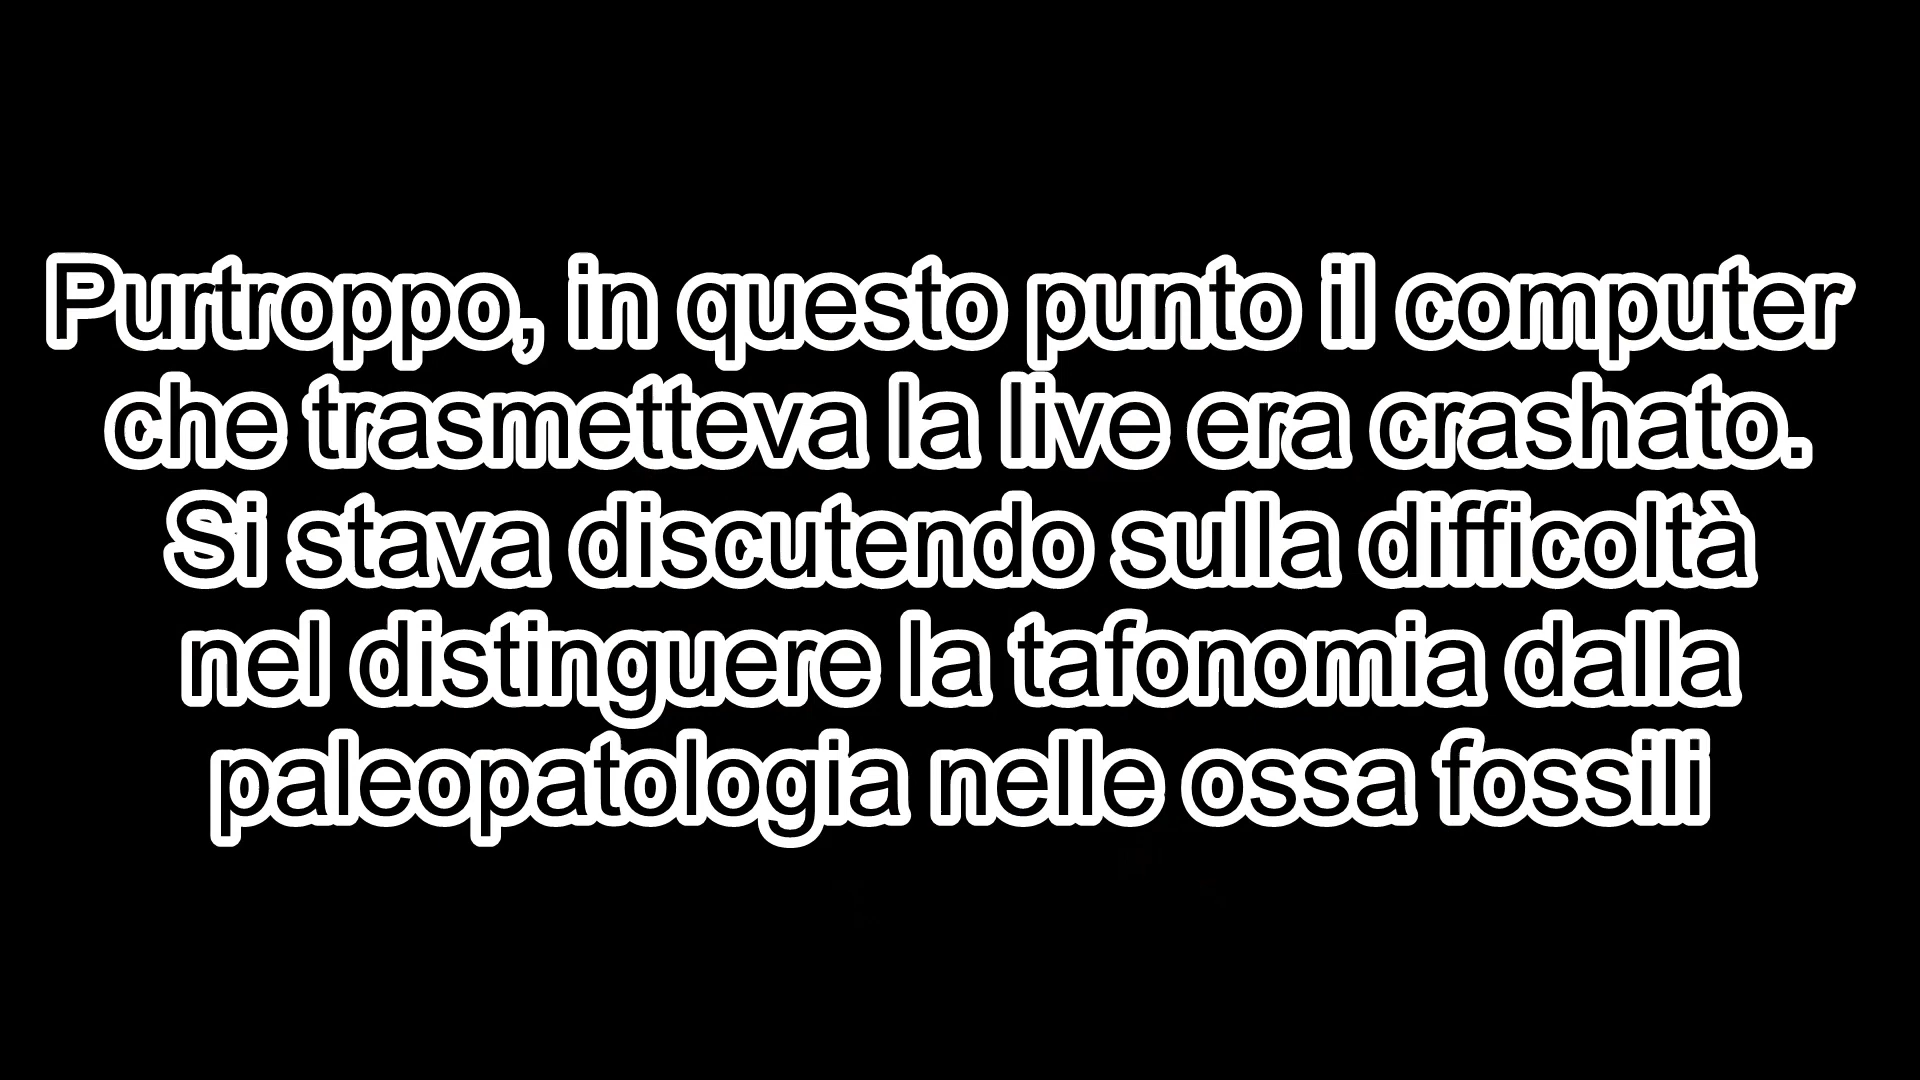 Purtroppo, in questo punto il computer
che trasmetteva la live era crashato.
Si stava discutendo sulla difficoltà
nel distinguere la tafonomia dalla
paleopatologia nelle ossa fossili